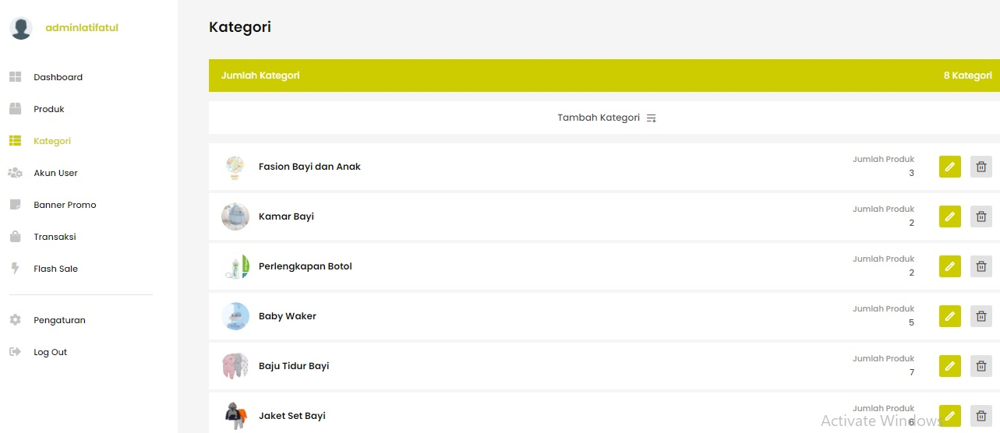 adminlatifatul
Dashboard
Produk
Kategori
Akun User
Banner Promo
Transaksi
Flash Sale
Pengaturan
Log Out
Kategori
Jumlah Kategori 8 Kategori
Tambah Kategori
Fasion Bayi dan Anak Jumlah Produk
3
Kamar Bayi Jumlah Produk
2
Perlengkapan Botol Jumlah Produk
2
Baby Waker Jumlah Produk
5
Baju Tidur Bayi Jumlah Produk
7
Jaket Set Bayi Jumlah Produk
6
Activate Windows